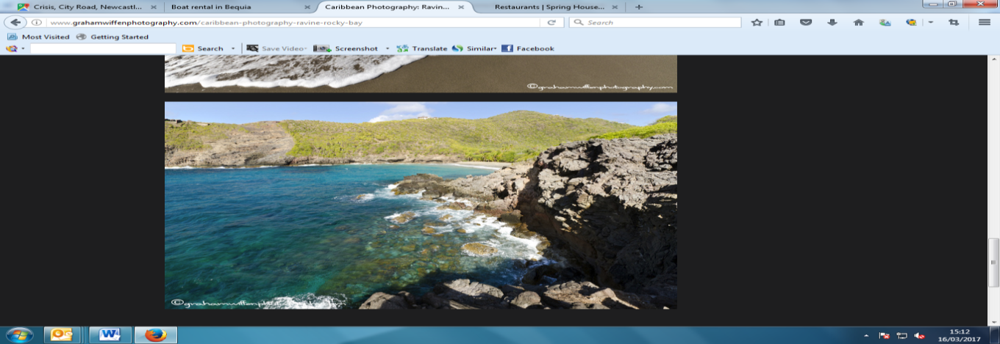 Crisis, City Road, Newcastl...
Boat rental in Bequia
Caribbean Photography: Ravin...
Restaurants | Spring House...
www.grahamwiffenphotography.com/caribbean-photography-ravine-rocky-bay
Search
Most Visited
Getting Started
Search
Save Video
Screenshot
Translate
Similar
Facebook
©grahamwiffenphotography.com
©grahamwiffenph
15:12
16/03/2017